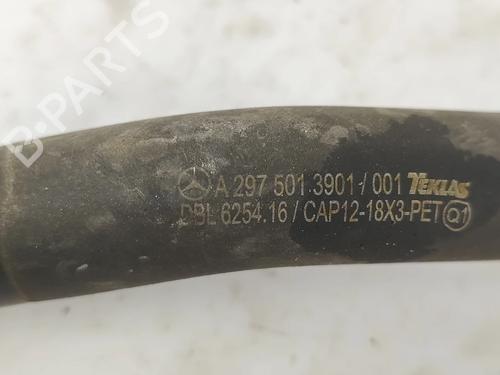 B-PARTS
A 297 501 3901 / 001 TEKLAS
DBL 6254.16 / CAP12-18X3-PET Q1